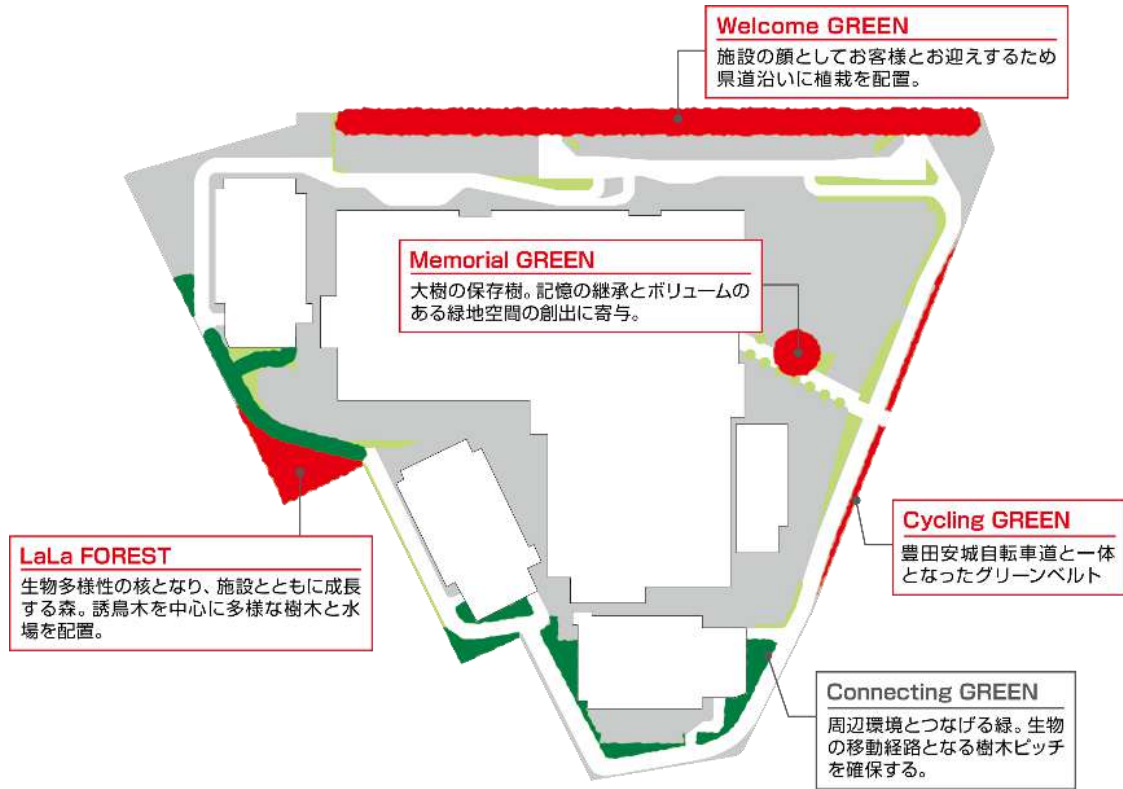 Welcome GREEN
施設の顔としてお客様とお迎えするため
県道沿いに植栽を配置。
Memorial GREEN
大樹の保存樹。記憶の継承とボリュームの
ある緑地空間の創出に寄与。
LaLa FOREST
生物多様性の核となり、施設とともに成長
する森。誘鳥木を中心に多様な樹木と水
場を配置。
Cycling GREEN
豊田安城自転車道と一体
となったグリーンベルト
Connecting GREEN
周辺環境とつなげる緑。生物
の移動経路となる樹木ピッチ
を確保する。